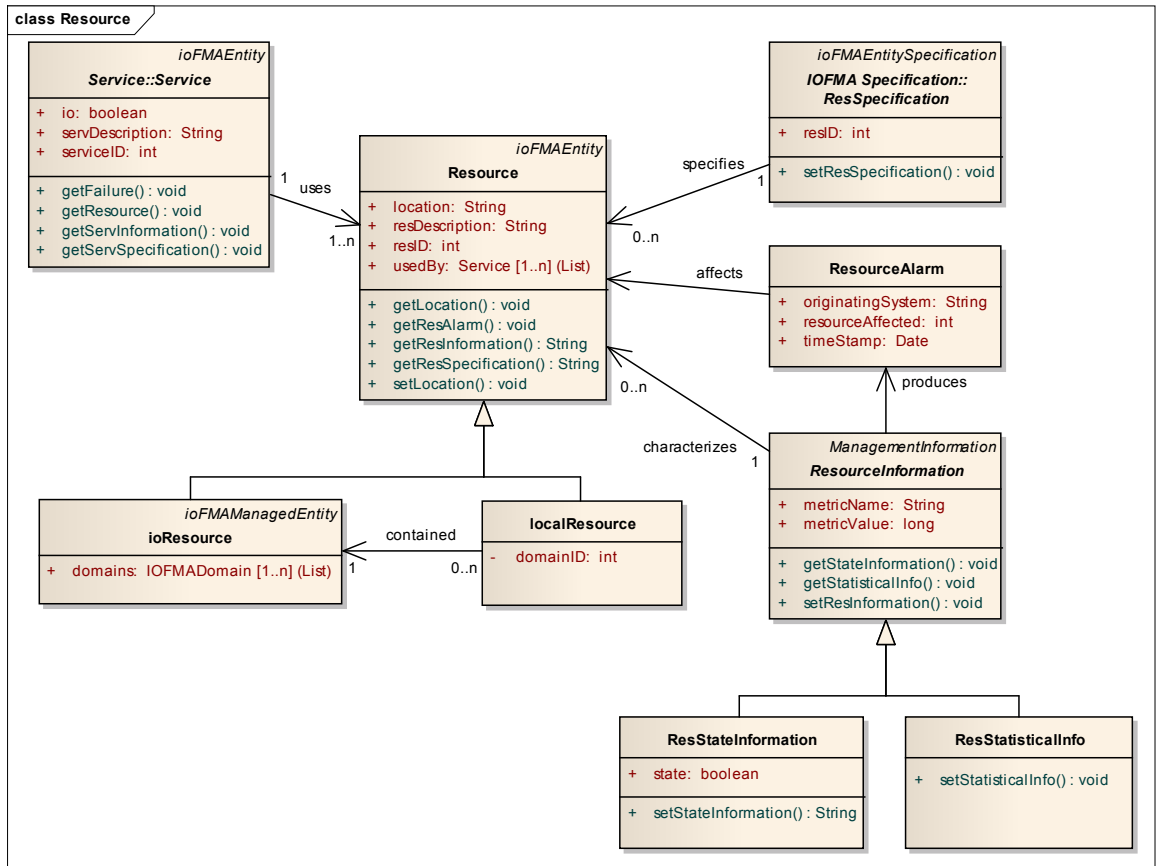 class Resource
ioFMAEntity
Service::Service
+ io: boolean
+ servDescription: String
+ serviceID: int
+ getFailure() : void
+ getResource() : void
+ getServInformation() : void
+ getServSpecification() : void
1
uses
1..n
ioFMAEntity
Resource
+ location: String
+ resDescription: String
+ resID: int
+ usedBy: Service [1..n] (List)
+ getLocation() : void
+ getResAlarm() : void
+ getResInformation() : String
+ getResSpecification() : String
+ setLocation() : void
ioFMAEntitySpecification
IOFMA Specification::
ResSpecification
+ resID: int
+ setResSpecification() : void
specifies
1
0..n
affects
ResourceAlarm
+ originatingSystem: String
+ resourceAffected: int
+ timeStamp: Date
produces
0..n
characterizes
1
ManagementInformation
ResourceInformation
+ metricName: String
+ metricValue: long
+ getStateInformation() : void
+ getStatisticalInfo() : void
+ setResInformation() : void
ioFMAManagedEntity
ioResource
+ domains: IOFMADomain [1..n] (List)
contained
1
0..n
localResource
- domainID: int
ResStateInformation
+ state: boolean
+ setStateInformation() : String
ResStatisticalInfo
+ setStatisticalInfo() : void